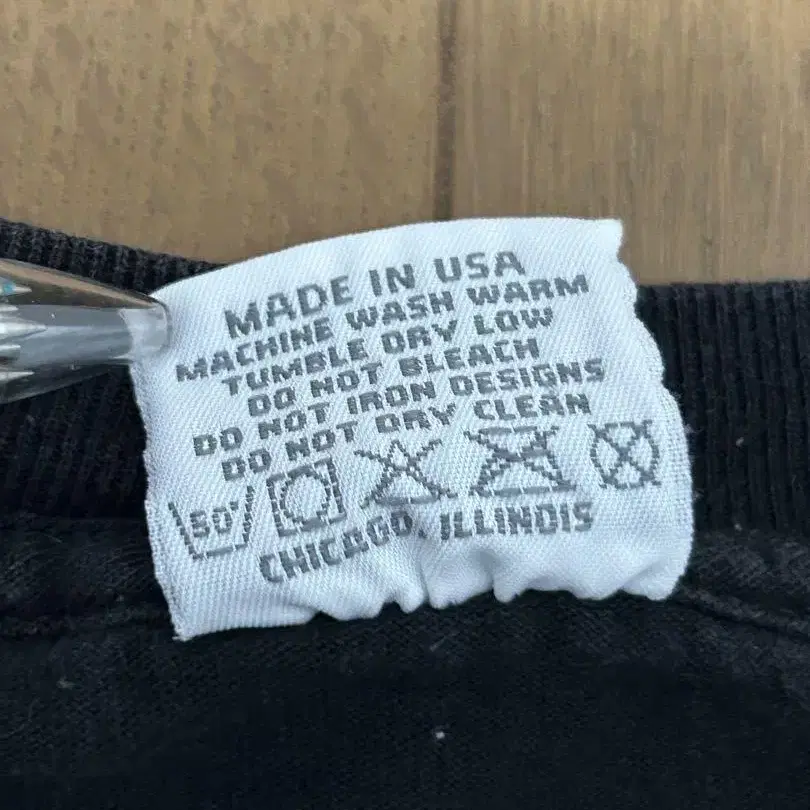 MADE IN USA
MACHINE WASH WARM
TUMBLE DRY LOW
DO NOT BLEACH
DO NOT IRON DESIGNS
DO NOT DRY CLEAN
50°
CHICAGO, ILLINOIS